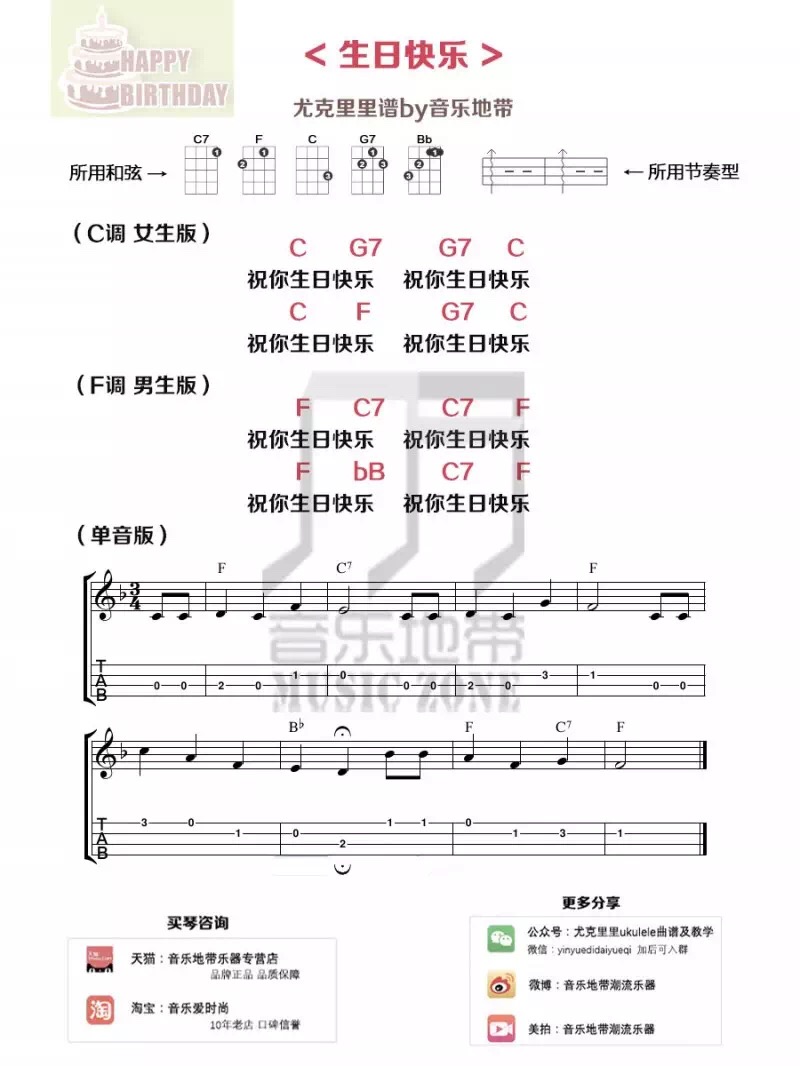 HAPPY
BIRTHDAY
< 生日快乐 >
尤克里里谱by音乐地带
C7 F C G7 Bb
所用和弦→
←所用节奏型
（C调 女生版）
C G7 G7 C
祝你生日快乐 祝你生日快乐
C F G7 C
祝你生日快乐 祝你生日快乐
（F调 男生版）
F C7 C7 F
祝你生日快乐 祝你生日快乐
F bB C7 F
祝你生日快乐 祝你生日快乐
（单音版）
F C7 F
3
4
音乐地带
MUSIC ZONE
T
A
B
0 0 2 0 1 0 0 0 2 0 3 1 0 0
B♭ F C7 F
T
A
B
3 0 1 0 2 1 1 0 1 3 1
买琴咨询
天猫：音乐地带乐器专营店
品牌正品 品质保障
淘 淘宝：音乐爱时尚
10年老店 口碑信誉
更多分享
公众号：尤克里里ukulele曲谱及教学
微信：yinyuedidaiyueqi 加后可入群
微博：音乐地带潮流乐器
美拍：音乐地带潮流乐器